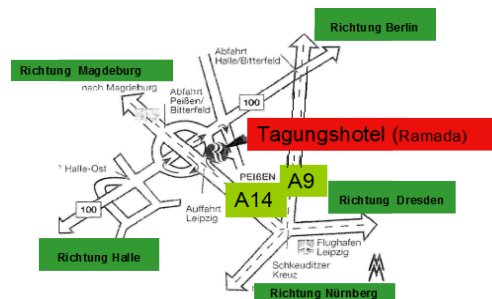 Abfahrt
Halle/Bitterfeld
Richtung Berlin
Richtung Magdeburg
nach Magdeburg
Abfahrt
Peißen/
Bitterfeld
100
Tagungshotel (Ramada)
Halle-Ost
PEIßEN
A14
A9
100
Auffahrt
Leipzig
Richtung Dresden
Richtung Halle
Flughafen
Leipzig
Schkeuditzer
Kreuz
Richtung Nürnberg